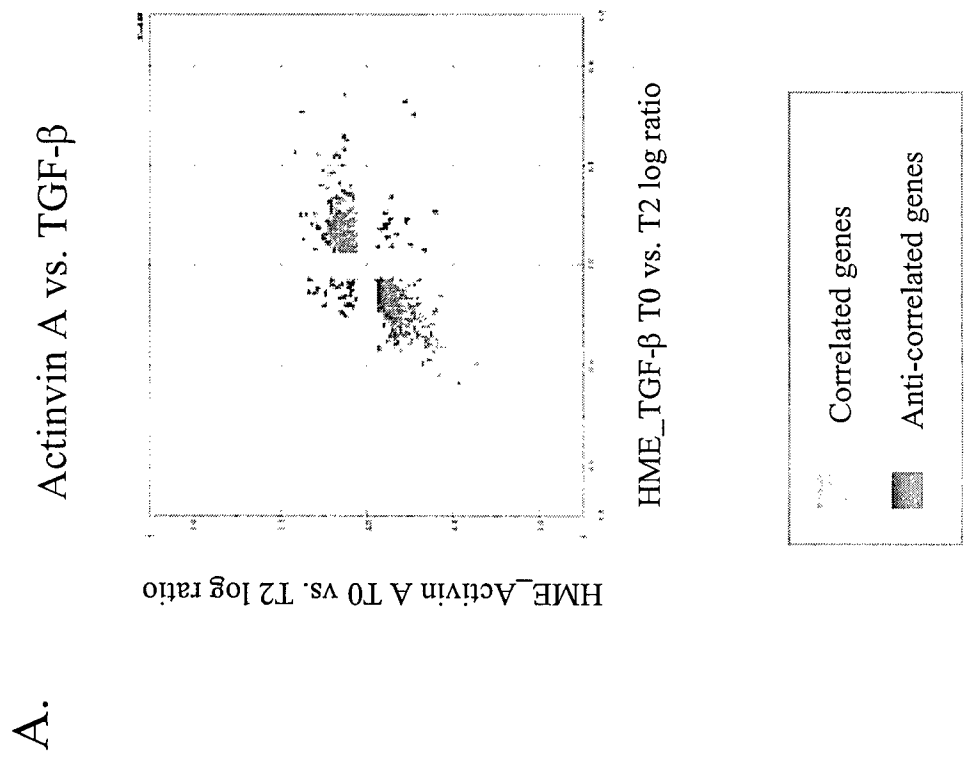 A.
Actinvin A vs. TGF-β
HME_Activin A T0 vs. T2 log ratio
HME_TGF-β T0 vs. T2 log ratio
Correlated genes
Anti-correlated genes